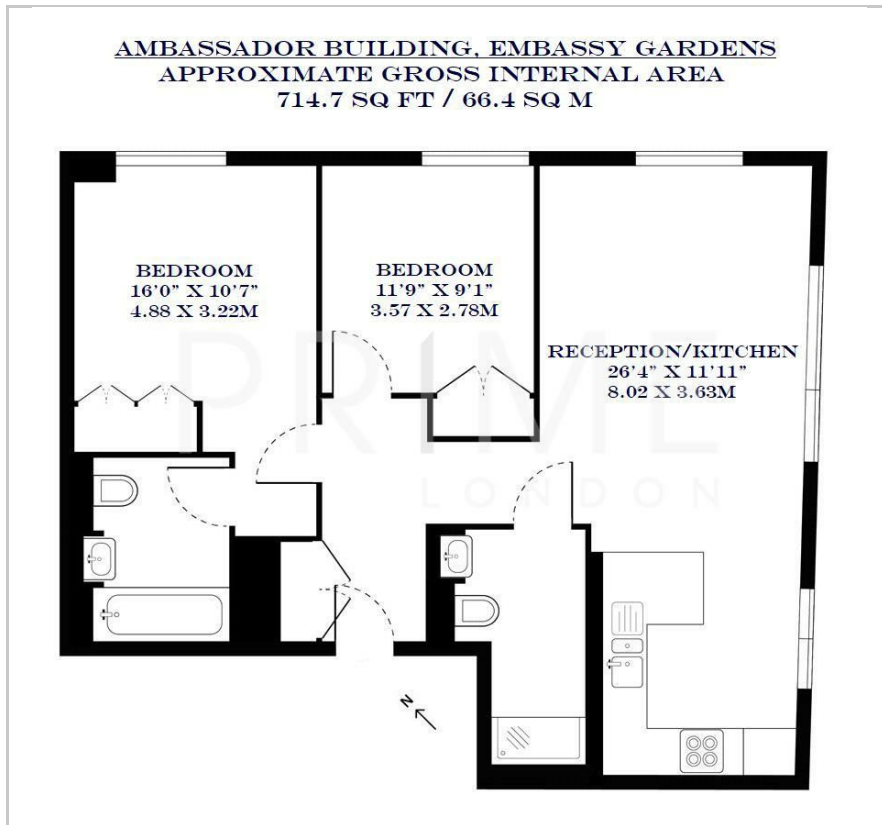 AMBASSADOR BUILDING, EMBASSY GARDENS
APPROXIMATE GROSS INTERNAL AREA
714.7 SQ FT / 66.4 SQ M
BEDROOM
16'0" X 10'7"
4.88 X 3.22M
BEDROOM
11'9" X 9'1"
3.57 X 2.78M
RECEPTION/KITCHEN
26'4" X 11'11"
8.02 X 3.63M
PRIME
LONDON
N